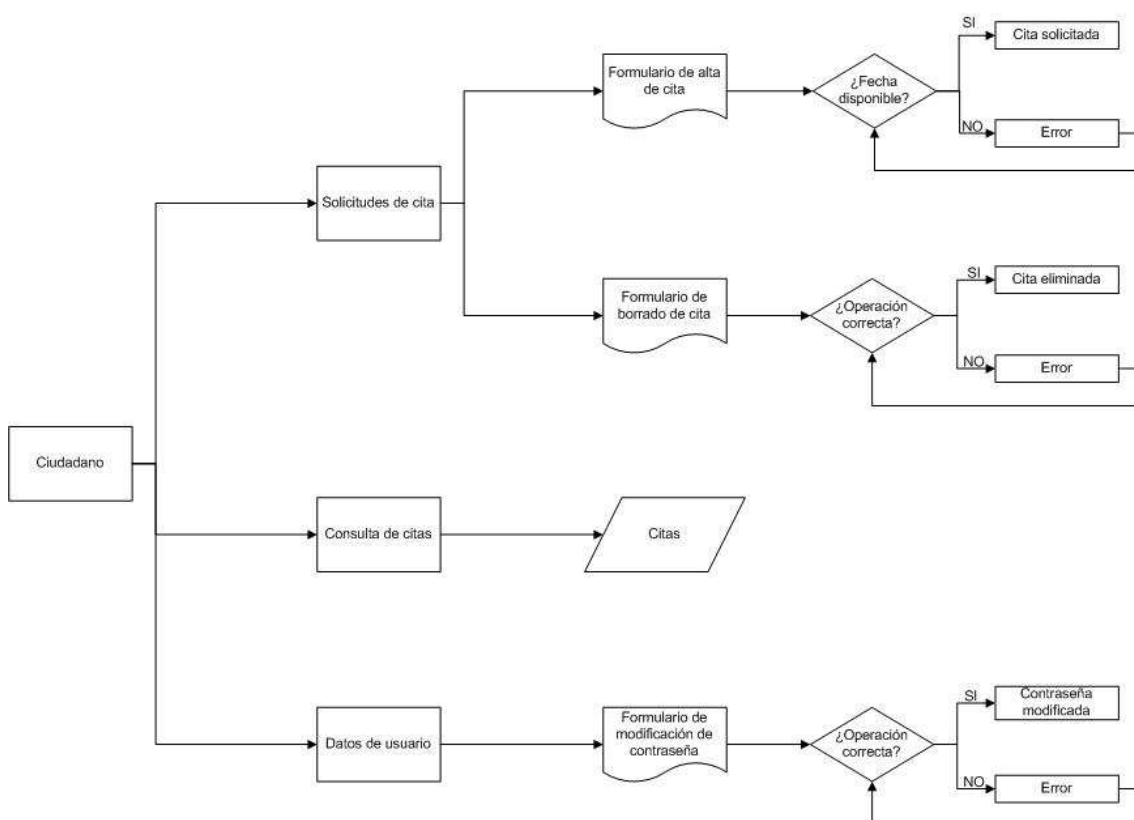 SI
Cita solicitada
Formulario de alta
de cita
¿Fecha
disponible?
NO
Error
Solicitudes de cita
SI
Cita eliminada
Formulario de
borrado de cita
¿Operación
correcta?
NO
Error
Ciudadano
Consulta de citas
Citas
SI
Contraseña
modificada
Datos de usuario
Formulario de
modificación de
contraseña
¿Operación
correcta?
NO
Error